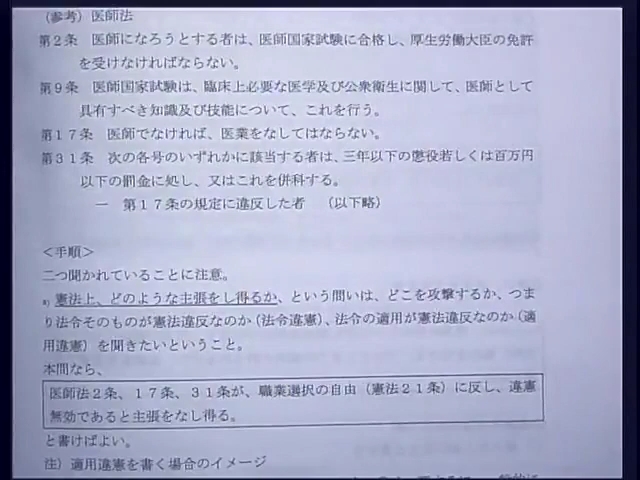 （参考）医師法
第２条　医師になろうとする者は、医師国家試験に合格し、厚生労働大臣の免許
を受けなければならない。
第９条　医師国家試験は、臨床上必要な医学及び公衆衛生に関して、医師として
具有すべき知識及び技能について、これを行う。
第１７条　医師でなければ、医業をなしてはならない。
第３１条　次の各号のいずれかに該当する者は、三年以下の懲役若しくは百万円
以下の罰金に処し、又はこれを併科する。
一　第１７条の規定に違反した者　（以下略）
＜手順＞
二つ聞かれていることに注意。
a) 憲法上、どのような主張をし得るか、という問いは、どこを攻撃するか、つま
り法令そのものが憲法違反なのか（法令違憲）、法令の適用が憲法違反なのか（適
用違憲）を聞きたいということ。
本問なら、
医師法２条、１７条、３１条が、職業選択の自由（憲法２１条）に反し、違憲
無効であると主張をなし得る。
と書けばよい。
注）適用違憲を書く場合のイメージ